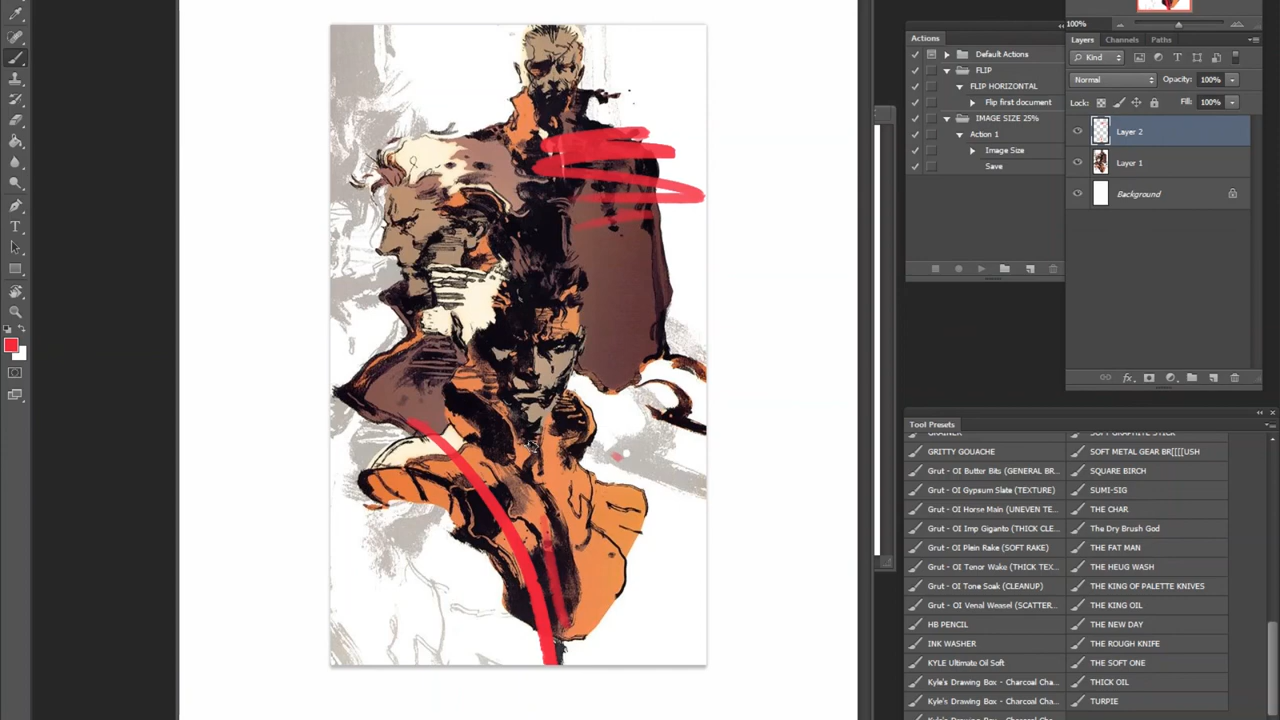 100%
Actions
Default Actions
FLIP
FLIP HORIZONTAL
Flip first document
IMAGE SIZE 25%
Action 1
Image Size
Save
Layers Channels Paths
Kind
Normal Opacity: 100%
Lock: Fill: 100%
Layer 2
Layer 1
Background
Tool Presets
GRAINER SOFT GRAPHITE STICK
GRITTY GOUACHE SOFT METAL GEAR BR[[[[USH
Grut - OI Butter Bits (GENERAL BR... SQUARE BIRCH
Grut - OI Gypsum Slate (TEXTURE) SUMI-SIG
Grut - OI Horse Main (UNEVEN TE... THE CHAR
Grut - OI Imp Giganto (THICK CLE... The Dry Brush God
Grut - OI Plein Rake (SOFT RAKE) THE FAT MAN
Grut - OI Tenor Wake (THICK TEX... THE HEUG WASH
Grut - OI Tone Soak (CLEANUP) THE KING OF PALETTE KNIVES
Grut - OI Venal Weasel (SCATTER... THE KING OIL
HB PENCIL THE NEW DAY
INK WASHER THE ROUGH KNIFE
KYLE Ultimate Oil Soft THE SOFT ONE
Kyle's Drawing Box - Charcoal Cha... THICK OIL
Kyle's Drawing Box - Charcoal Cha... TURPIE